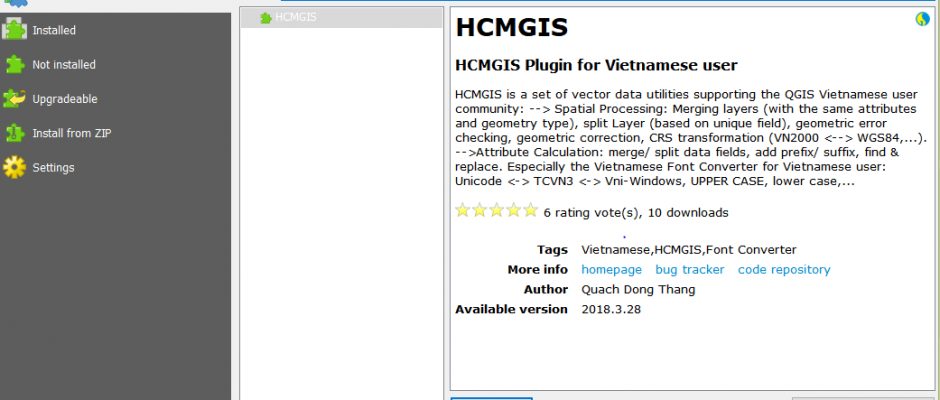 Installed
Not installed
Upgradeable
Install from ZIP
Settings
HCMGIS
HCMGIS
HCMGIS Plugin for Vietnamese user
HCMGIS is a set of vector data utilities supporting the QGIS Vietnamese user
community: --> Spatial Processing: Merging layers (with the same attributes
and geometry type), split Layer (based on unique field), geometric error
checking, geometric correction, CRS transformation (VN2000 <--> WGS84,...).
-->Attribute Calculation: merge/ split data fields, add prefix/ suffix, find &
replace. Especially the Vietnamese Font Converter for Vietnamese user:
Unicode <-> TCVN3 <-> Vni-Windows, UPPER CASE, lower case,...
6 rating vote(s), 10 downloads
Tags Vietnamese,HCMGIS,Font Converter
More info homepage bug tracker code repository
Author Quach Dong Thang
Available version 2018.3.28